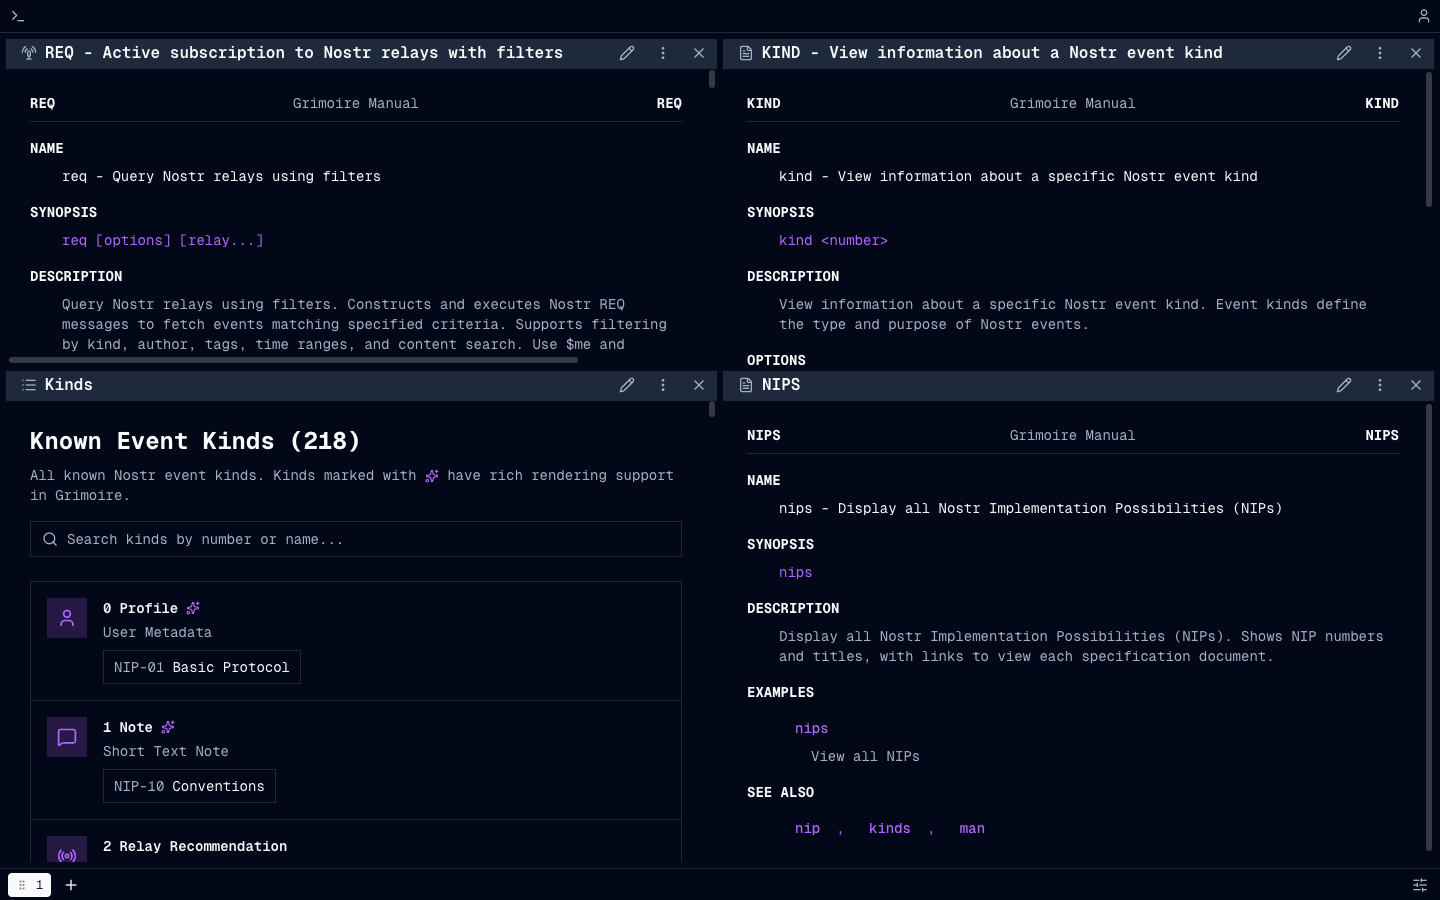 REQ - Active subscription to Nostr relays with filters
REQ Grimoire Manual REQ
NAME
req - Query Nostr relays using filters
SYNOPSIS
req [options] [relay...]
DESCRIPTION
Query Nostr relays using filters. Constructs and executes Nostr REQ
messages to fetch events matching specified criteria. Supports filtering
by kind, author, tags, time ranges, and content search. Use $me and
KIND - View information about a Nostr event kind
KIND Grimoire Manual KIND
NAME
kind - View information about a specific Nostr event kind
SYNOPSIS
kind <number>
DESCRIPTION
View information about a specific Nostr event kind. Event kinds define
the type and purpose of Nostr events.
OPTIONS
Kinds
Known Event Kinds (218)
All known Nostr event kinds. Kinds marked with have rich rendering support
in Grimoire.
Search kinds by number or name...
0 Profile
User Metadata
NIP-01 Basic Protocol
1 Note
Short Text Note
NIP-10 Conventions
2 Relay Recommendation
NIPS
NIPS Grimoire Manual NIPS
NAME
nips - Display all Nostr Implementation Possibilities (NIPs)
SYNOPSIS
nips
DESCRIPTION
Display all Nostr Implementation Possibilities (NIPs). Shows NIP numbers
and titles, with links to view each specification document.
EXAMPLES
nips
View all NIPs
SEE ALSO
nip , kinds , man
1